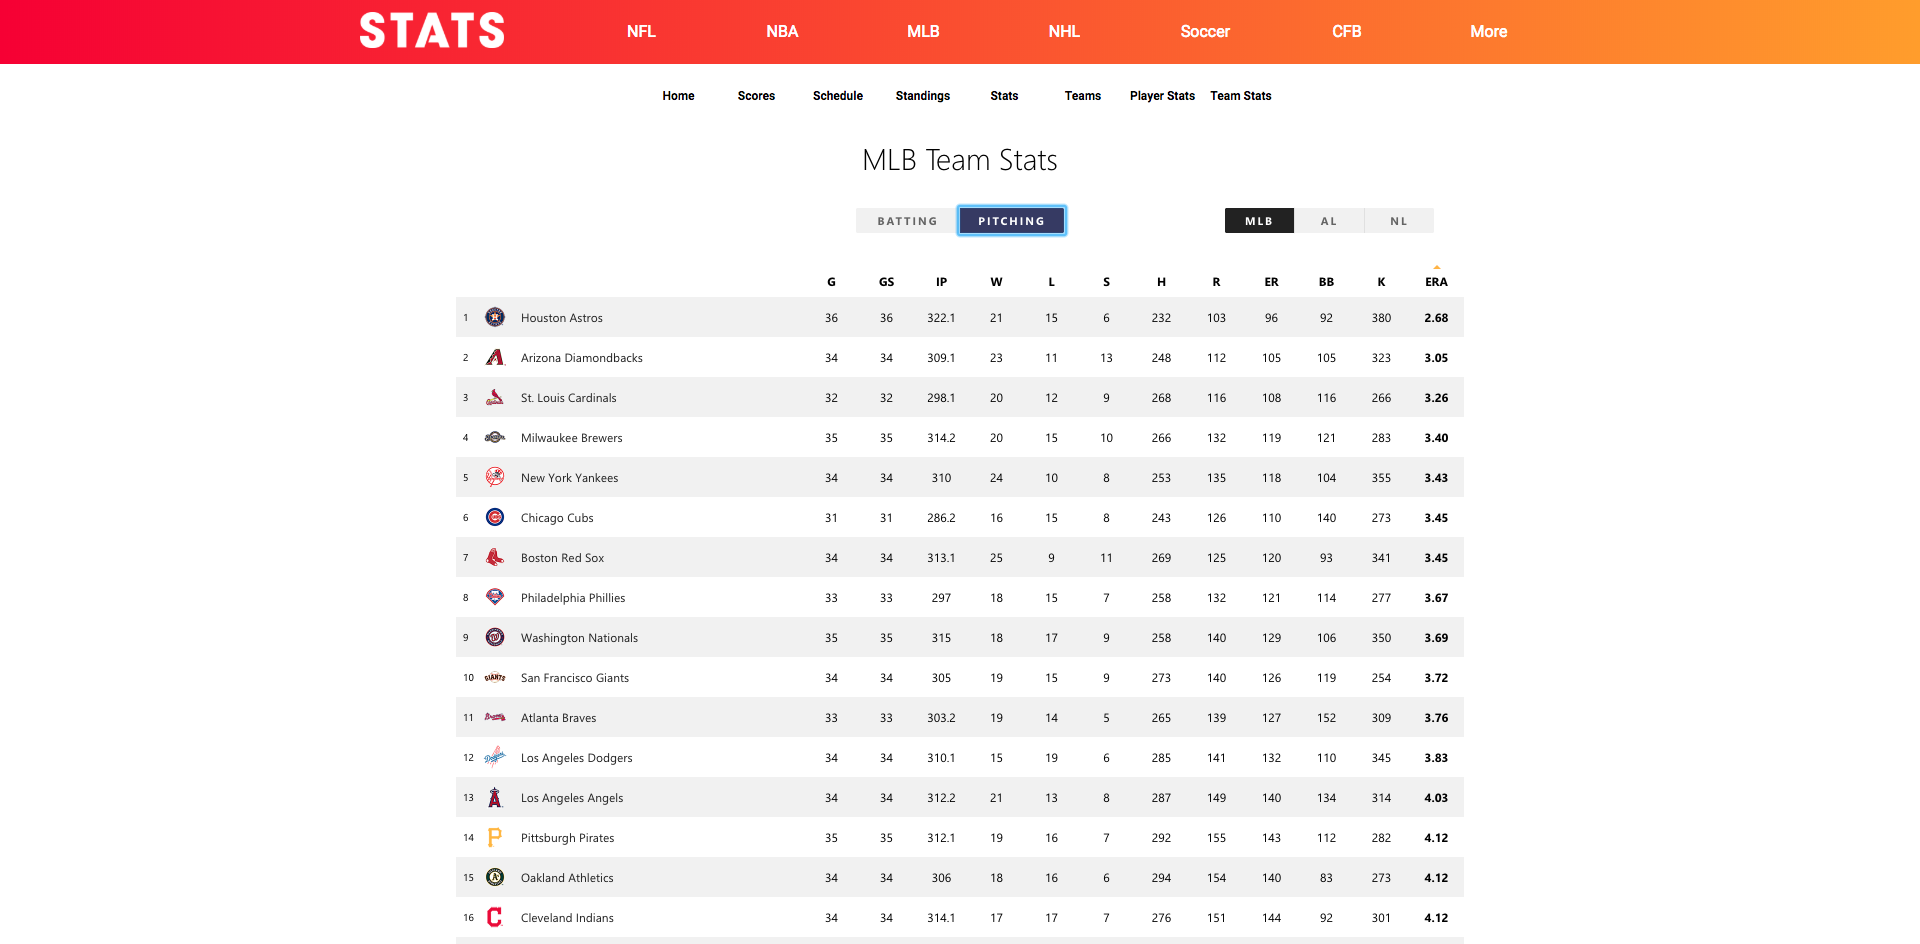 STATS NFL NBA MLB NHL Soccer CFB More
Home Scores Schedule Standings Stats Teams Player Stats Team Stats
MLB Team Stats
BATTING PITCHING MLB AL NL
G GS IP W L S H R ER BB K ERA
1 Houston Astros 36 36 322.1 21 15 6 232 103 96 92 380 2.68
2 Arizona Diamondbacks 34 34 309.1 23 11 13 248 112 105 105 323 3.05
3 St. Louis Cardinals 32 32 298.1 20 12 9 268 116 108 116 266 3.26
4 Milwaukee Brewers 35 35 314.2 20 15 10 266 132 119 121 283 3.40
5 New York Yankees 34 34 310 24 10 8 253 135 118 104 355 3.43
6 Chicago Cubs 31 31 286.2 16 15 8 243 126 110 140 273 3.45
7 Boston Red Sox 34 34 313.1 25 9 11 269 125 120 93 341 3.45
8 Philadelphia Phillies 33 33 297 18 15 7 258 132 121 114 277 3.67
9 Washington Nationals 35 35 315 18 17 9 258 140 129 106 350 3.69
10 San Francisco Giants 34 34 305 19 15 9 273 140 126 119 254 3.72
11 Atlanta Braves 33 33 303.2 19 14 5 265 139 127 152 309 3.76
12 Los Angeles Dodgers 34 34 310.1 15 19 6 285 141 132 110 345 3.83
13 Los Angeles Angels 34 34 312.2 21 13 8 287 149 140 134 314 4.03
14 Pittsburgh Pirates 35 35 312.1 19 16 7 292 155 143 112 282 4.12
15 Oakland Athletics 34 34 306 18 16 6 294 154 140 83 273 4.12
16 Cleveland Indians 34 34 314.1 17 17 7 276 151 144 92 301 4.12